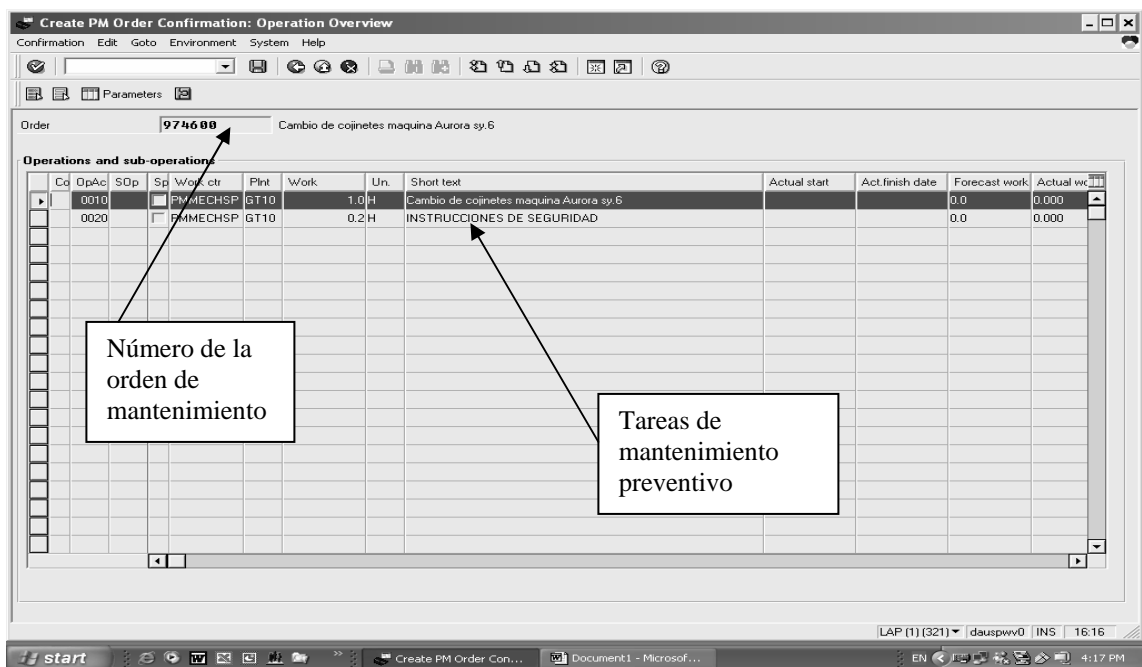 Create PM Order Confirmation: Operation Overview
Confirmation Edit Goto Environment System Help
Parameters
Order 974600 Cambio de cojinetes maquina Aurora sy.6
Operations and sub-operations
Co OpAc SOp Sp Work ctr Plnt Work Un. Short text Actual start Act.finish date Forecast work Actual wo
0010 PMMECHSP GT10 1.0 H Cambio de cojinetes maquina Aurora sy.6 0.0 0.000
0020 PMMECHSP GT10 0.2 H INSTRUCCIONES DE SEGURIDAD 0.0 0.000
Número de la
orden de
mantenimiento
Tareas de
mantenimiento
preventivo
LAP (1) (321) dauspwv0 INS 16:16
start Create PM Order Con... Document1 - Microsof... EN 4:17 PM